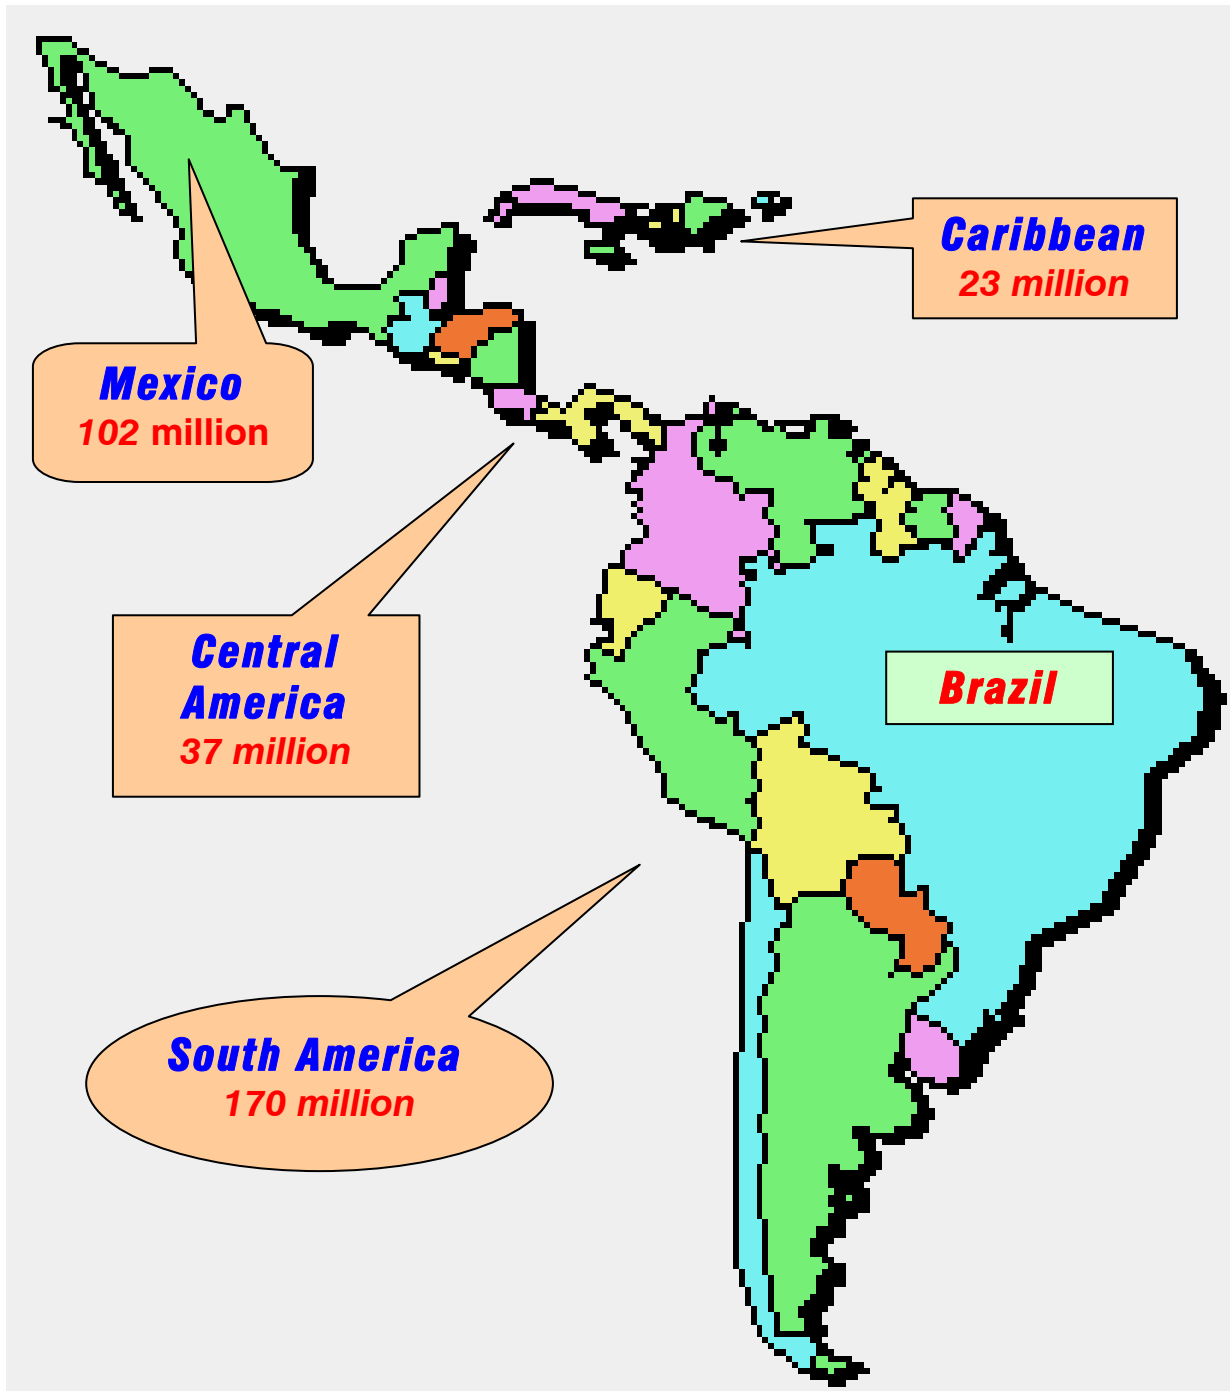 Caribbean
23 million
Mexico
102 million
Central
America
37 million
Brazil
South America
170 million